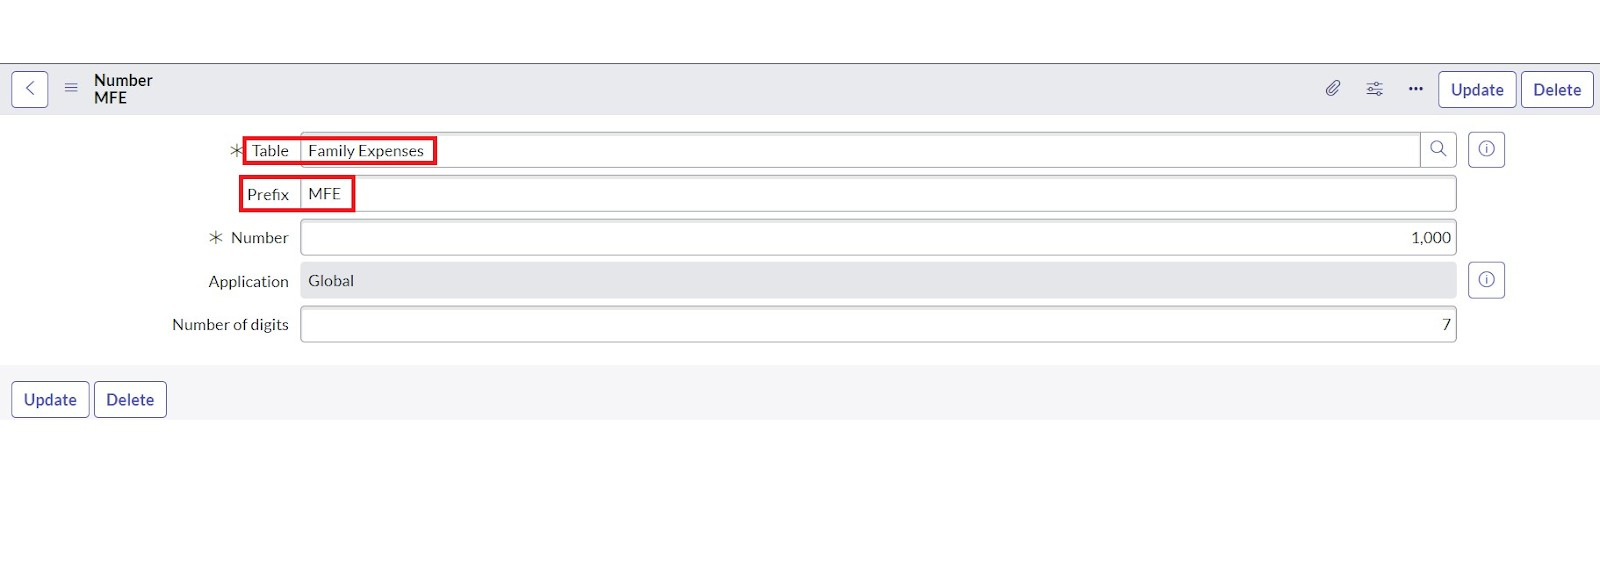 Number
MFE
Update Delete
Table Family Expenses
Prefix MFE
Number 1,000
Application Global
Number of digits 7
Update Delete